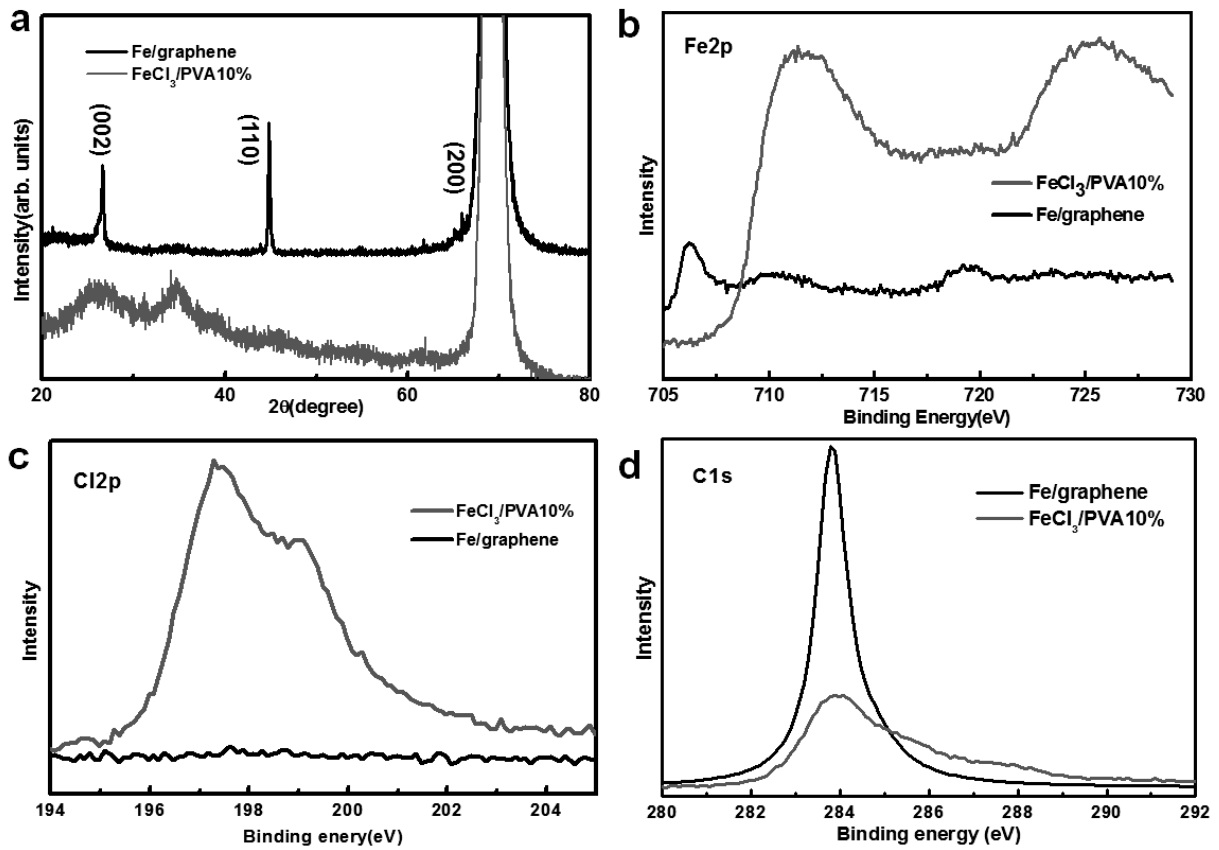 a
Fe/graphene
FeCl₃/PVA10%
(002)
(110)
(200)
Intensity(arb. units)
20 40 60 80
2θ(degree)
b
Fe2p
FeCl₃/PVA10%
Fe/graphene
Intensity
705 710 715 720 725 730
Binding Energy(eV)
c
Cl2p
FeCl₃/PVA10%
Fe/graphene
Intensity
194 196 198 200 202 204
Binding enery(eV)
d
C1s
Fe/graphene
FeCl₃/PVA10%
Intensity
280 282 284 286 288 290 292
Binding energy (eV)